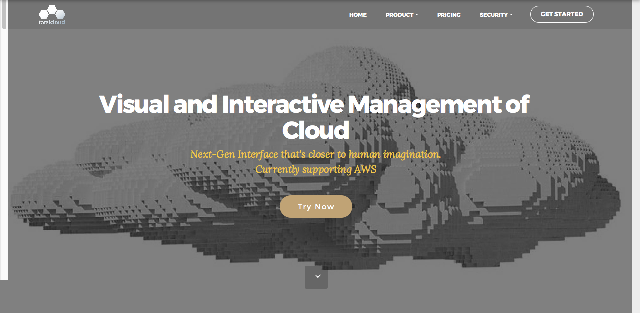 HOME
PRODUCT
PRICING
SECURITY
GET STARTED
Visual and Interactive Management of
Cloud
Next-Gen Interface that's closer to human imagination.
Currently supporting AWS
Try Now